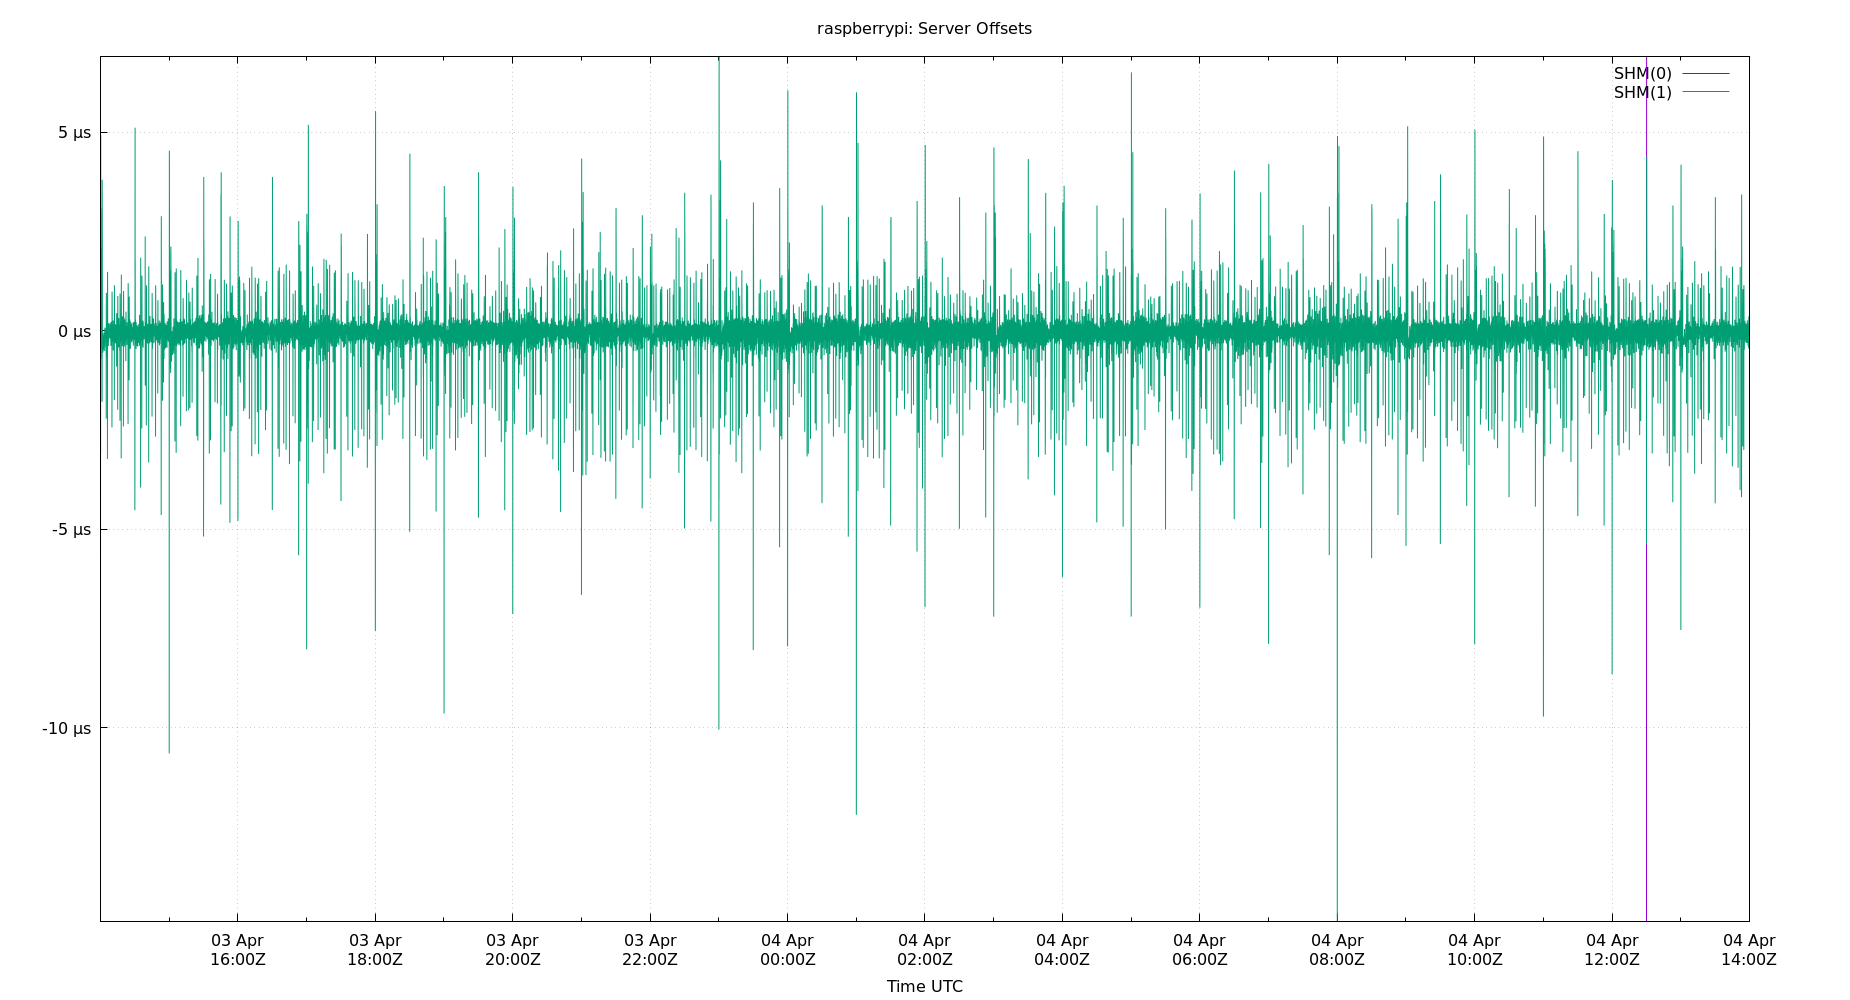 raspberrypi: Server Offsets
SHM(0)
SHM(1)
5 µs
0 µs
-5 µs
-10 µs
03 Apr 03 Apr 03 Apr 03 Apr 04 Apr 04 Apr 04 Apr 04 Apr 04 Apr 04 Apr 04 Apr 04 Apr
16:00Z 18:00Z 20:00Z 22:00Z 00:00Z 02:00Z 04:00Z 06:00Z 08:00Z 10:00Z 12:00Z 14:00Z
Time UTC